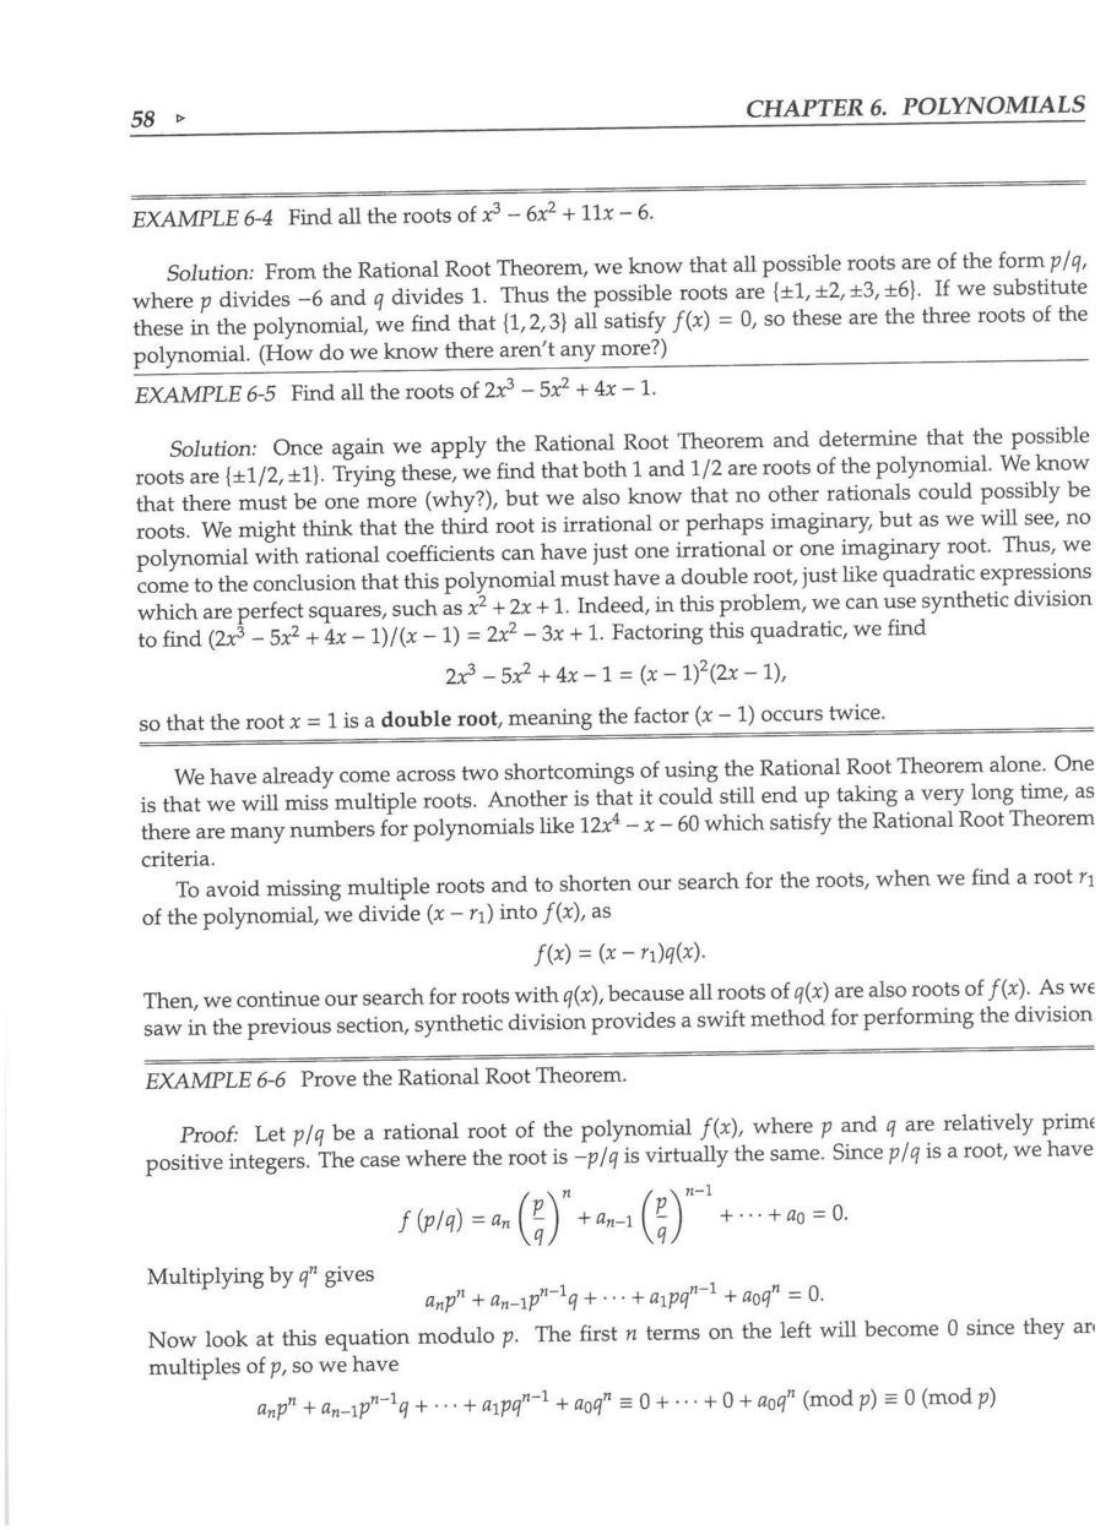 58 ▷
CHAPTER 6. POLYNOMIALS
EXAMPLE 6-4 Find all the roots of x³ − 6x² + 11x − 6.
Solution: From the Rational Root Theorem, we know that all possible roots are of the form p/q,
where p divides −6 and q divides 1. Thus the possible roots are {±1, ±2, ±3, ±6}. If we substitute
these in the polynomial, we find that {1, 2, 3} all satisfy f(x) = 0, so these are the three roots of the
polynomial. (How do we know there aren't any more?)
EXAMPLE 6-5 Find all the roots of 2x³ − 5x² + 4x − 1.
Solution: Once again we apply the Rational Root Theorem and determine that the possible
roots are {±1/2, ±1}. Trying these, we find that both 1 and 1/2 are roots of the polynomial. We know
that there must be one more (why?), but we also know that no other rationals could possibly be
roots. We might think that the third root is irrational or perhaps imaginary, but as we will see, no
polynomial with rational coefficients can have just one irrational or one imaginary root. Thus, we
come to the conclusion that this polynomial must have a double root, just like quadratic expressions
which are perfect squares, such as x² + 2x + 1. Indeed, in this problem, we can use synthetic division
to find (2x³ − 5x² + 4x − 1)/(x − 1) = 2x² − 3x + 1. Factoring this quadratic, we find
2x³ − 5x² + 4x − 1 = (x − 1)²(2x − 1),
so that the root x = 1 is a double root, meaning the factor (x − 1) occurs twice.
We have already come across two shortcomings of using the Rational Root Theorem alone. One
is that we will miss multiple roots. Another is that it could still end up taking a very long time, as
there are many numbers for polynomials like 12x⁴ − x − 60 which satisfy the Rational Root Theorem
criteria.
To avoid missing multiple roots and to shorten our search for the roots, when we find a root r₁
of the polynomial, we divide (x − r₁) into f(x), as
f(x) = (x − r₁)q(x).
Then, we continue our search for roots with q(x), because all roots of q(x) are also roots of f(x). As we
saw in the previous section, synthetic division provides a swift method for performing the division
EXAMPLE 6-6 Prove the Rational Root Theorem.
Proof: Let p/q be a rational root of the polynomial f(x), where p and q are relatively prime
positive integers. The case where the root is −p/q is virtually the same. Since p/q is a root, we have
f (p/q) = aₙ (p/q)ⁿ + aₙ₋₁ (p/q)ⁿ⁻¹ + ··· + a₀ = 0.
Multiplying by qⁿ gives
aₙpⁿ + aₙ₋₁pⁿ⁻¹q + ··· + a₁pqⁿ⁻¹ + a₀qⁿ = 0.
Now look at this equation modulo p. The first n terms on the left will become 0 since they ar
multiples of p, so we have
aₙpⁿ + aₙ₋₁pⁿ⁻¹q + ··· + a₁pqⁿ⁻¹ + a₀qⁿ ≡ 0 + ··· + 0 + a₀qⁿ (mod p) ≡ 0 (mod p)